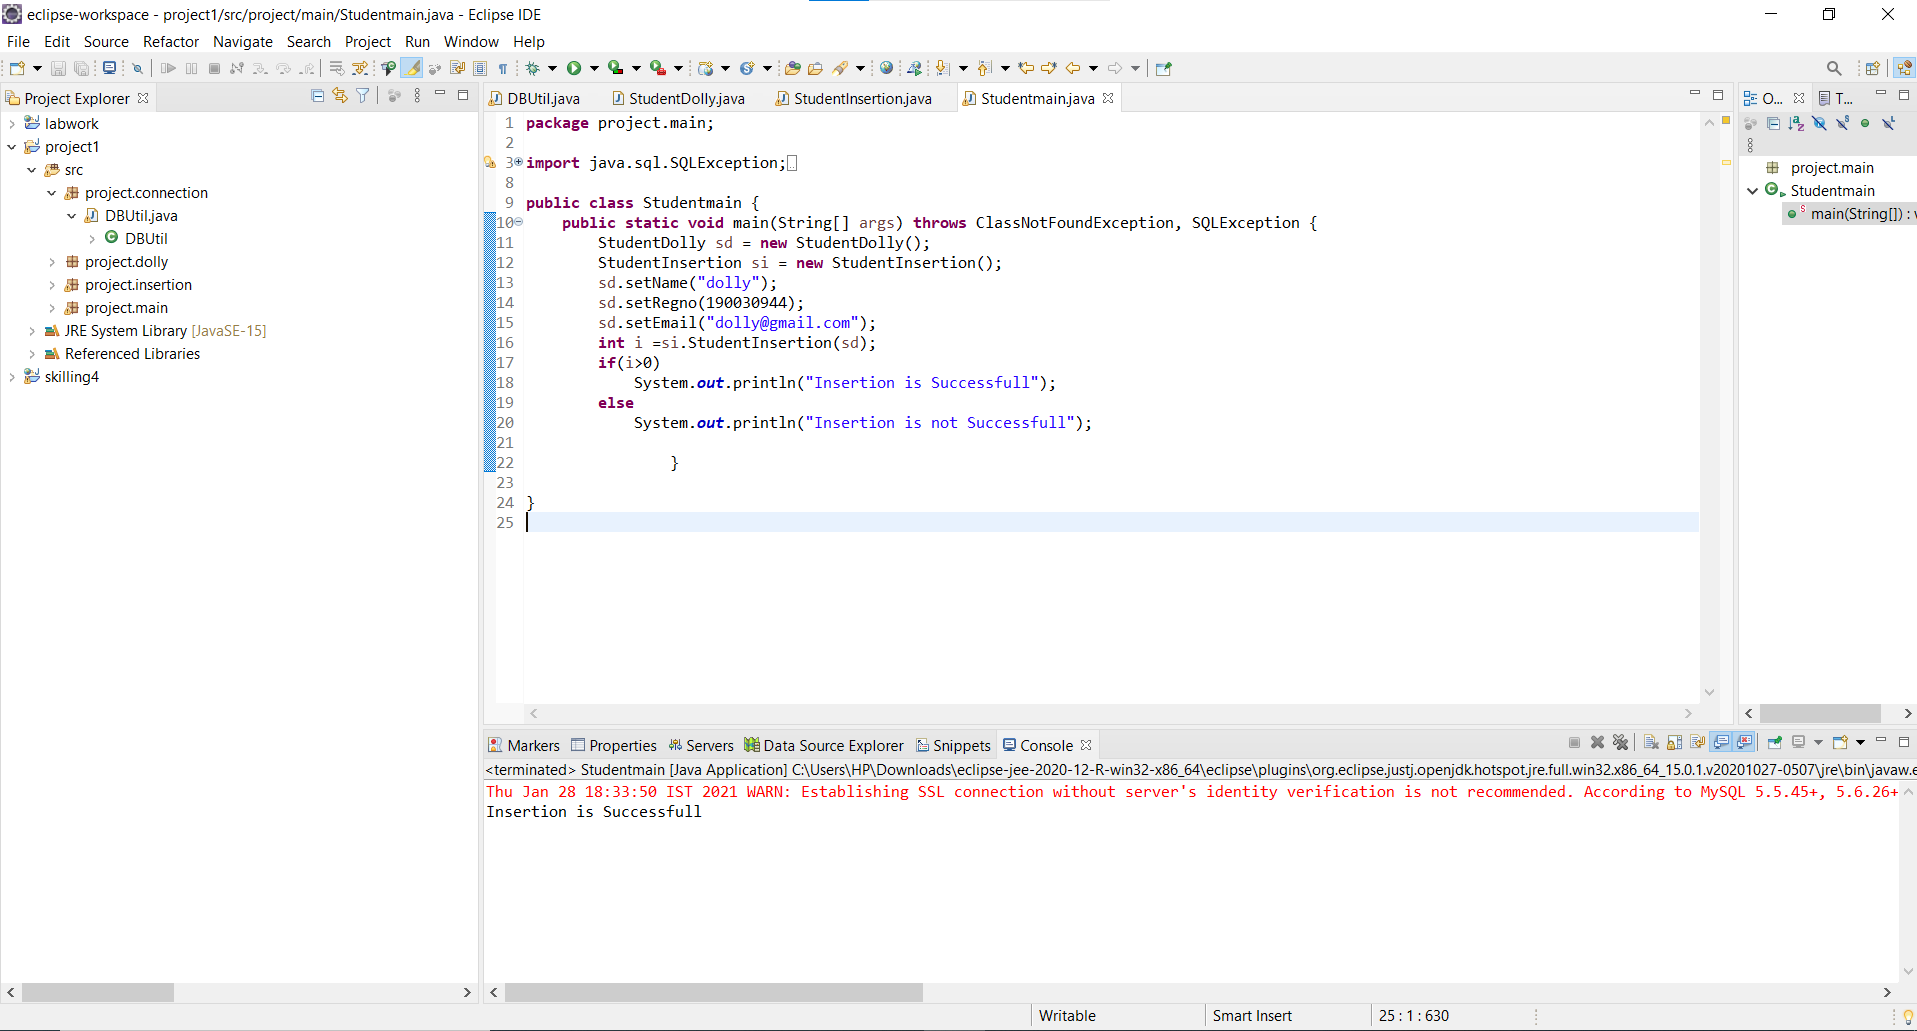 eclipse-workspace - project1/src/project/main/Studentmain.java - Eclipse IDE
File Edit Source Refactor Navigate Search Project Run Window Help
Project Explorer
labwork
project1
src
project.connection
DBUtil.java
DBUtil
project.dolly
project.insertion
project.main
JRE System Library [JavaSE-15]
Referenced Libraries
skilling4
DBUtil.java StudentDolly.java StudentInsertion.java Studentmain.java
1 package project.main;
2
3 import java.sql.SQLException;
8
9 public class Studentmain {
10 public static void main(String[] args) throws ClassNotFoundException, SQLException {
11 StudentDolly sd = new StudentDolly();
12 StudentInsertion si = new StudentInsertion();
13 sd.setName("dolly");
14 sd.setRegno(190030944);
15 sd.setEmail("dolly@gmail.com");
16 int i =si.StudentInsertion(sd);
17 if(i>0)
18 System.out.println("Insertion is Successfull");
19 else
20 System.out.println("Insertion is not Successfull");
21
22 }
23
24 }
25
O... T...
project.main
Studentmain
main(String[]) : v
Markers Properties Servers Data Source Explorer Snippets Console
<terminated> Studentmain [Java Application] C:\Users\HP\Downloads\eclipse-jee-2020-12-R-win32-x86_64\eclipse\plugins\org.eclipse.justj.openjdk.hotspot.jre.full.win32.x86_64_15.0.1.v20201027-0507\jre\bin\javaw.e
Thu Jan 28 18:33:50 IST 2021 WARN: Establishing SSL connection without server's identity verification is not recommended. According to MySQL 5.5.45+, 5.6.26+
Insertion is Successfull
Writable Smart Insert 25 : 1 : 630